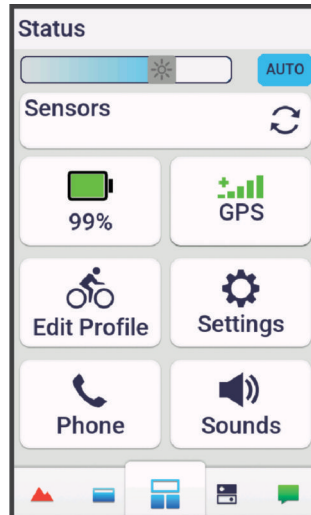 Status
AUTO
Sensors
99%
GPS
Edit Profile
Settings
Phone
Sounds